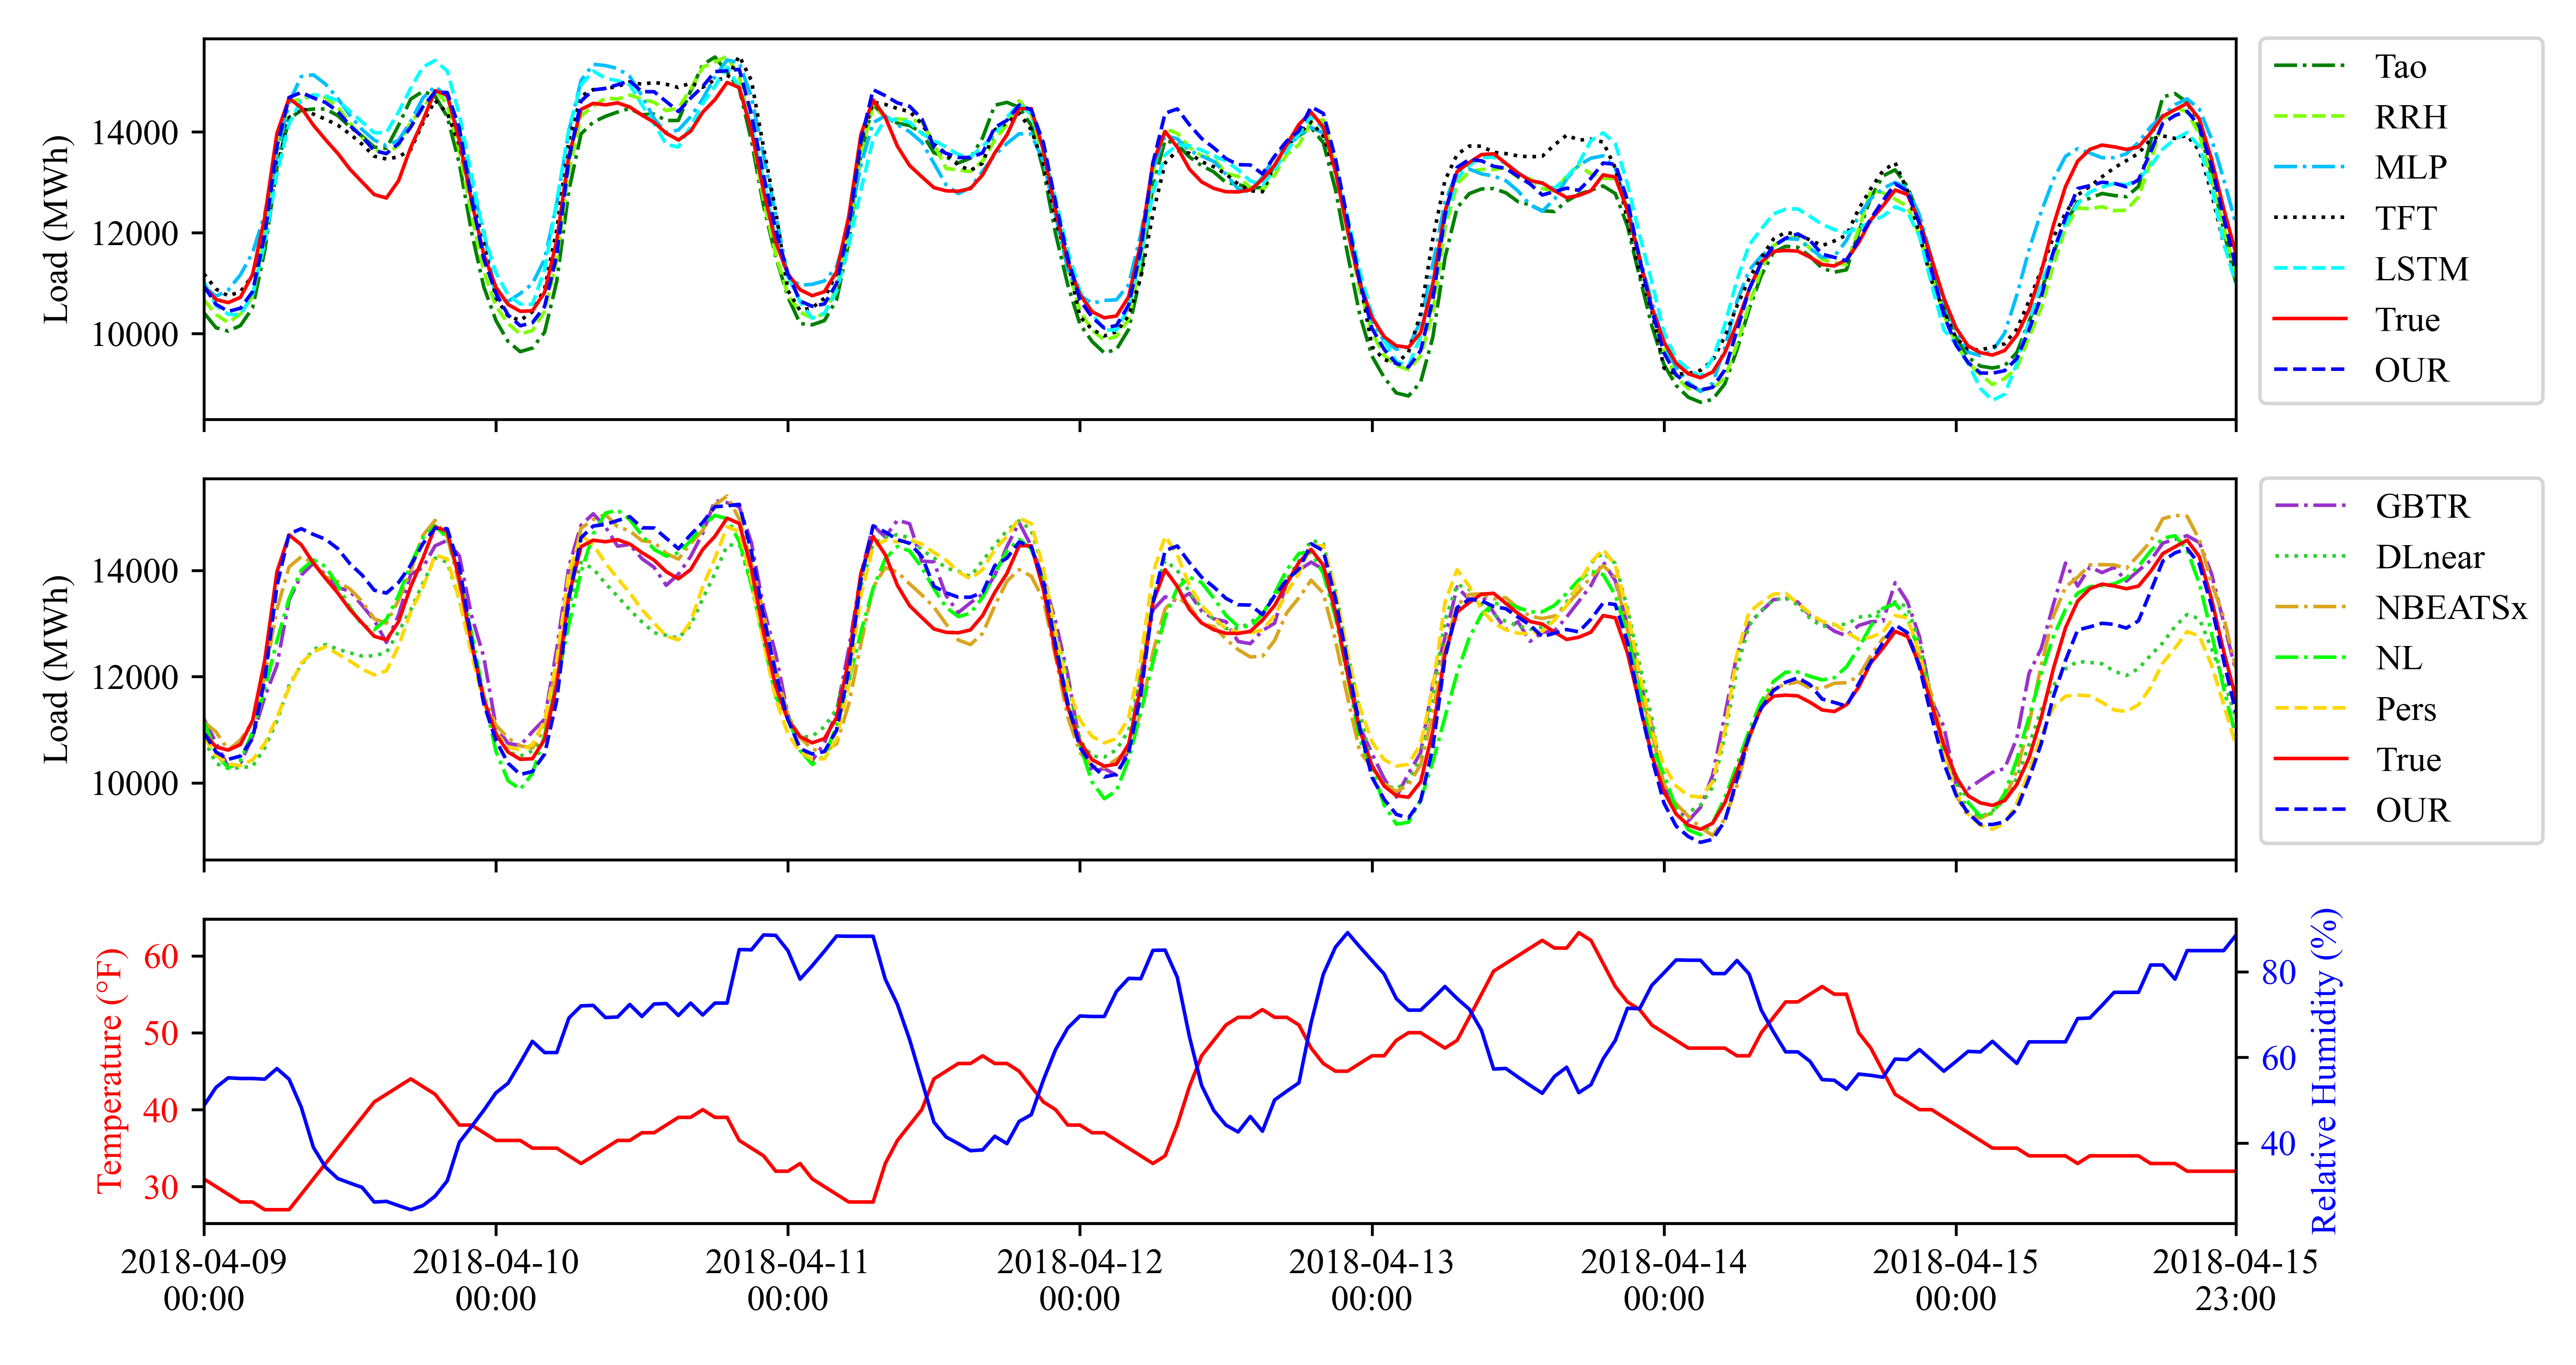 Load (MWh)
14000
12000
10000
Tao
RRH
MLP
TFT
LSTM
True
OUR
Load (MWh)
14000
12000
10000
GBTR
DLnear
NBEATSx
NL
Pers
True
OUR
Temperature (°F)
60
50
40
30
80
60
40
Relative Humidity (%)
2018-04-09 2018-04-10 2018-04-11 2018-04-12 2018-04-13 2018-04-14 2018-04-15 2018-04-15
00:00 00:00 00:00 00:00 00:00 00:00 00:00 23:00